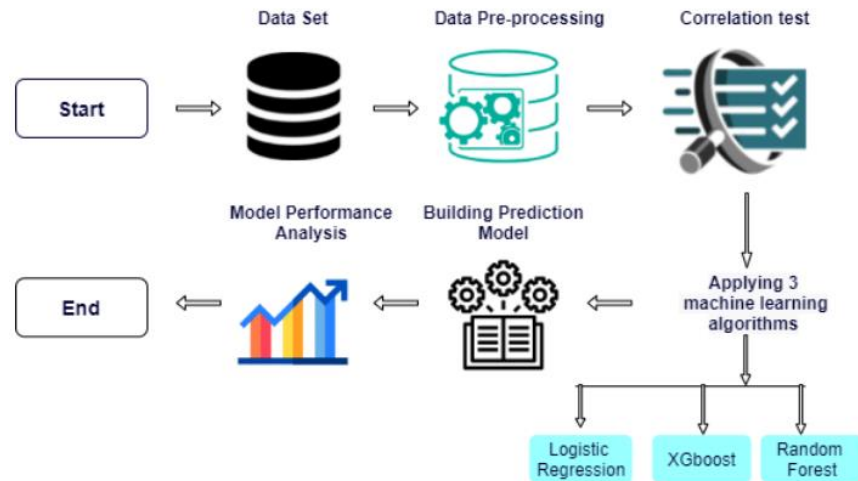 Data Set
Data Pre-processing
Correlation test
Start
Model Performance
Analysis
Building Prediction
Model
End
Applying 3
machine learning
algorithms
Logistic
Regression
XGboost
Random
Forest